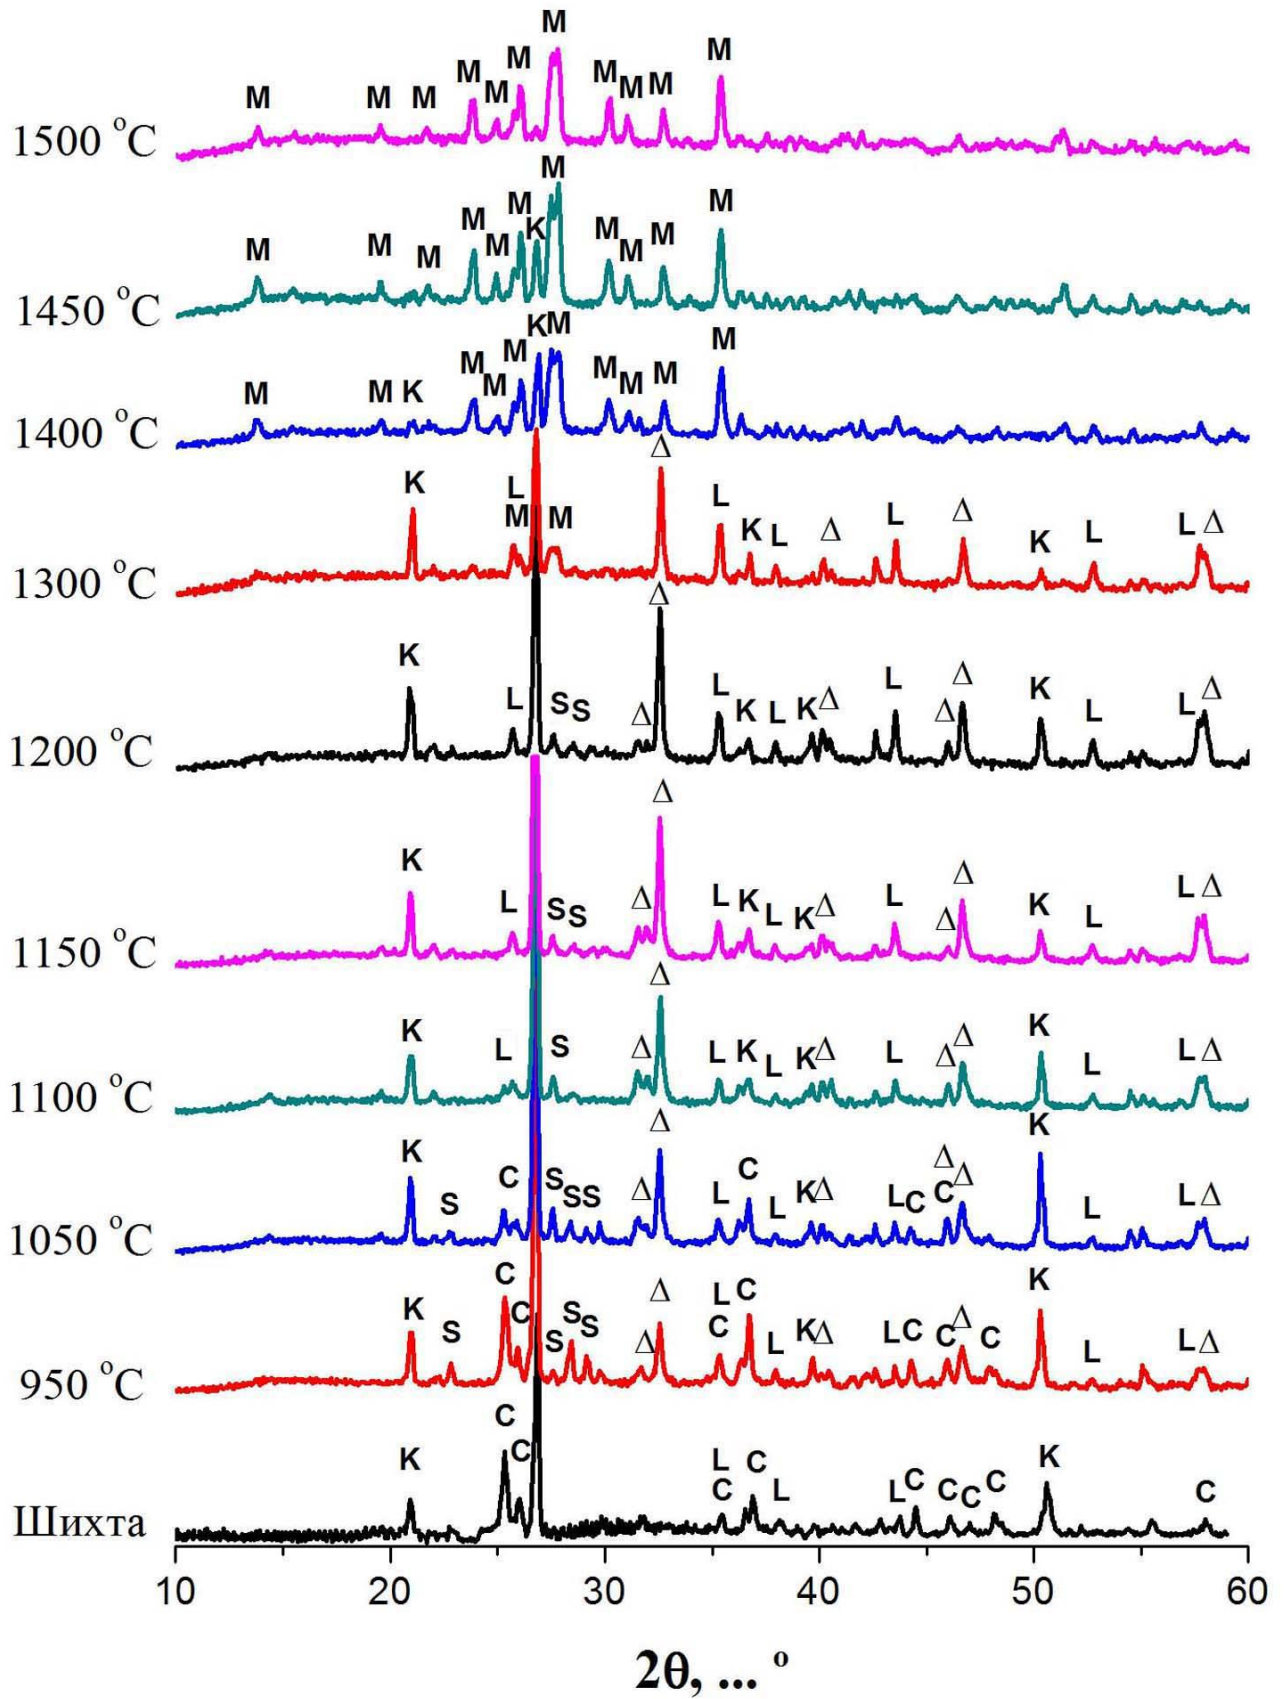 M M M M M M M M M M M
1500 °C
M M M M M M K M M M M M
1450 °C
M M K M M M K M M M M M
1400 °C
K L M M Δ L K L Δ L Δ K L L Δ
1300 °C
K L S S Δ Δ L K L K Δ L Δ Δ K L L Δ
1200 °C
K L S S Δ Δ L K L K Δ L Δ Δ K L L Δ
1150 °C
K L S Δ Δ L K L K Δ L Δ Δ K L L Δ
1100 °C
K S C S S S Δ Δ L C L K Δ L C C Δ Δ K L L Δ
1050 °C
K S C C S S S Δ Δ L C C L K Δ L C C Δ C K L L Δ
950 °C
K C C L C C L L C C C C K C
Шихта
10 20 30 40 50 60
2θ, ... °